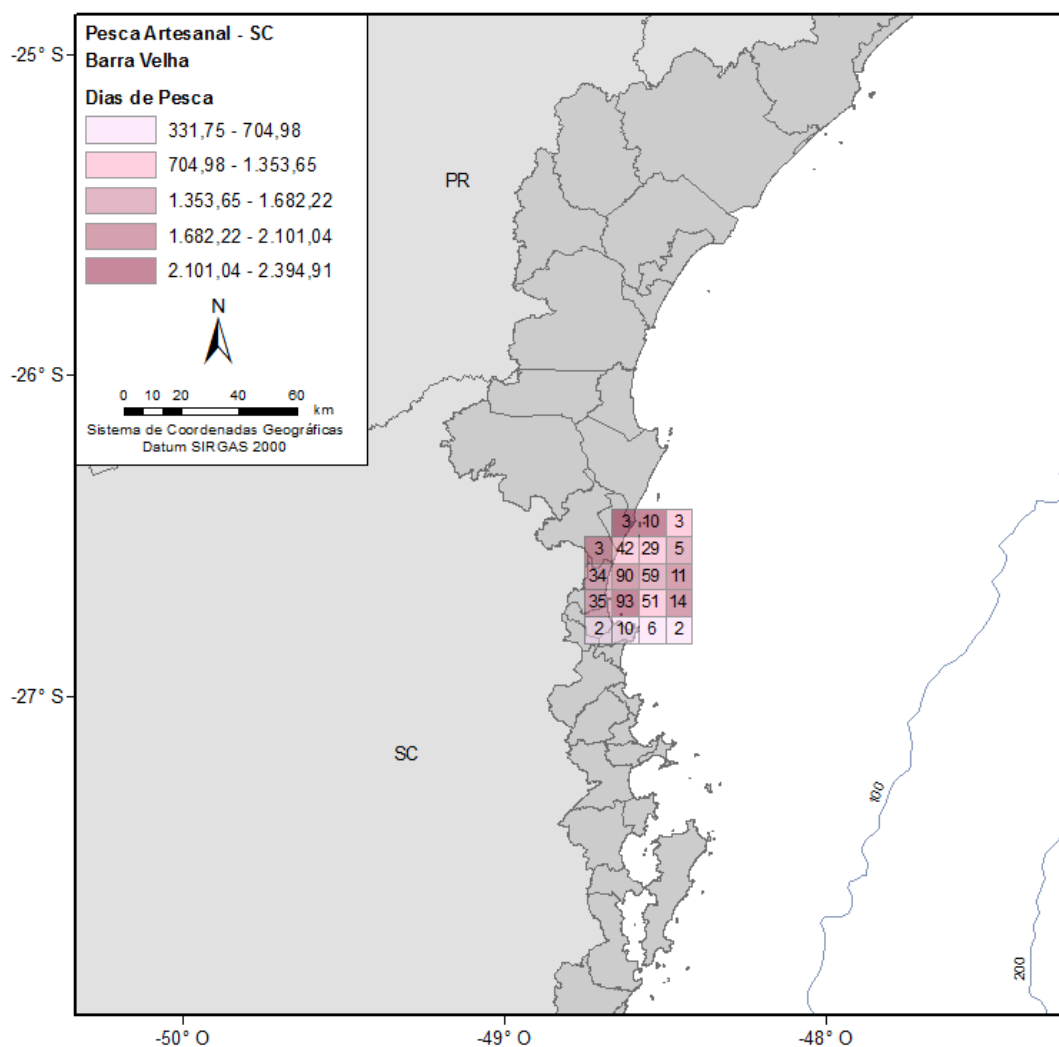 Pesca Artesanal - SC
Barra Velha
Dias de Pesca
331,75 - 704,98
704,98 - 1.353,65
1.353,65 - 1.682,22
1.682,22 - 2.101,04
2.101,04 - 2.394,91
N
0 10 20 40 60
km
Sistema de Coordenadas Geográficas
Datum SIRGAS 2000
-25° S
PR
-26° S
3 10 3
3 42 29 5
34 90 59 11
35 93 51 14
2 10 6 2
-27° S
SC
100
200
-50° O -49° O -48° O